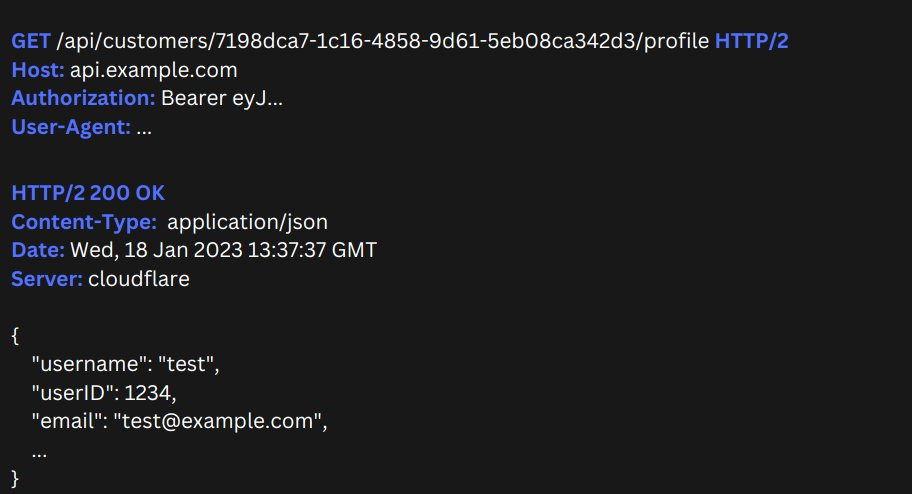 GET /api/customers/7198dca7-1c16-4858-9d61-5eb08ca342d3/profile HTTP/2
Host: api.example.com
Authorization: Bearer eyJ...
User-Agent: ...
HTTP/2 200 OK
Content-Type: application/json
Date: Wed, 18 Jan 2023 13:37:37 GMT
Server: cloudflare
{
"username": "test",
"userID": 1234,
"email": "test@example.com",
...
}